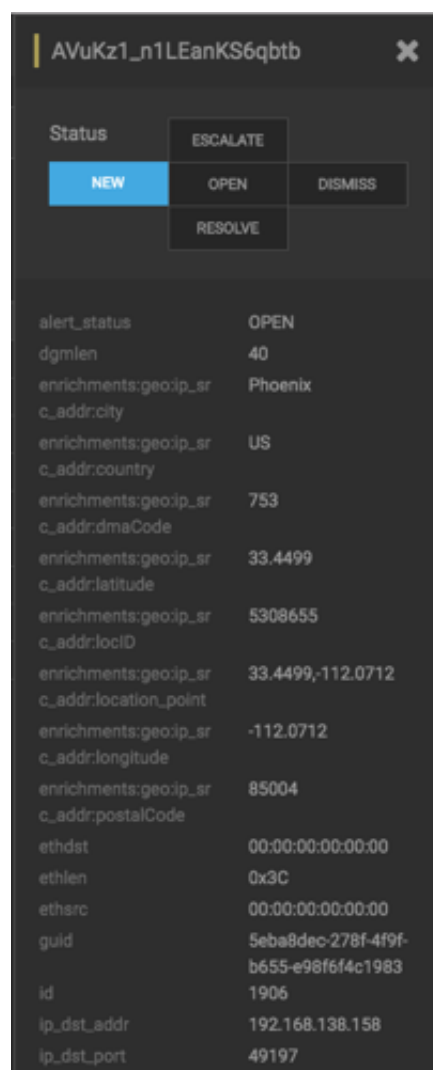 AVuKz1_n1LEanKS6qbtb
Status
ESCALATE
NEW OPEN DISMISS
RESOLVE
alert_status OPEN
dgmlen 40
enrichments:geo:ip_sr Phoenix
c_addr:city
enrichments:geo:ip_sr US
c_addr:country
enrichments:geo:ip_sr 753
c_addr:dmaCode
enrichments:geo:ip_sr 33.4499
c_addr:latitude
enrichments:geo:ip_sr 5308655
c_addr:locID
enrichments:geo:ip_sr 33.4499,-112.0712
c_addr:location_point
enrichments:geo:ip_sr -112.0712
c_addr:longitude
enrichments:geo:ip_sr 85004
c_addr:postalCode
ethdst 00:00:00:00:00:00
ethlen 0x3C
ethsrc 00:00:00:00:00:00
guid 5eba8dec-278f-4f9f-
b655-e98f6f4c1983
id 1906
ip_dst_addr 192.168.138.158
ip_dst_port 49197